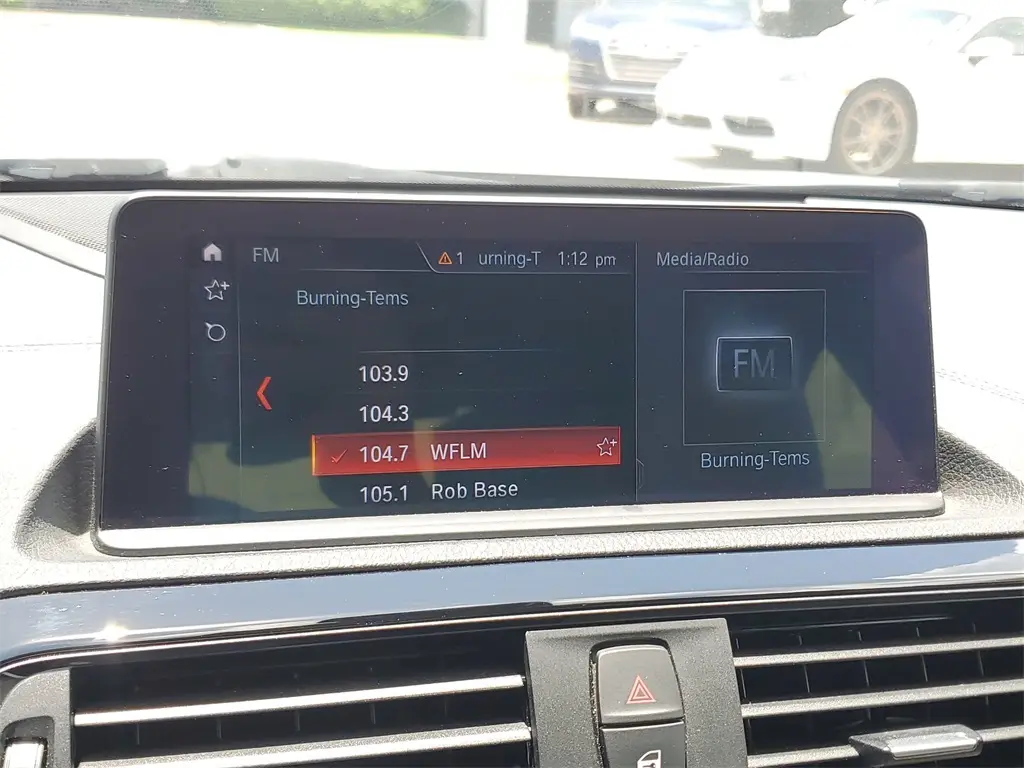 FM
1 urning-T 1:12 pm
Media/Radio
Burning-Tems
103.9
104.3
104.7 WFLM
105.1 Rob Base
FM
Burning-Tems